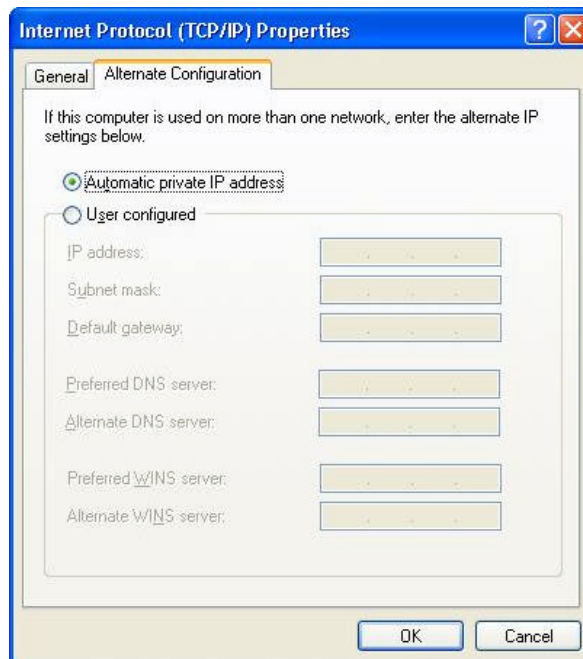 Internet Protocol (TCP/IP) Properties
General
Alternate Configuration
If this computer is used on more than one network, enter the alternate IP
settings below.
Automatic private IP address
User configured
IP address:
Subnet mask:
Default gateway:
Preferred DNS server:
Alternate DNS server:
Preferred WINS server:
Alternate WINS server:
OK
Cancel